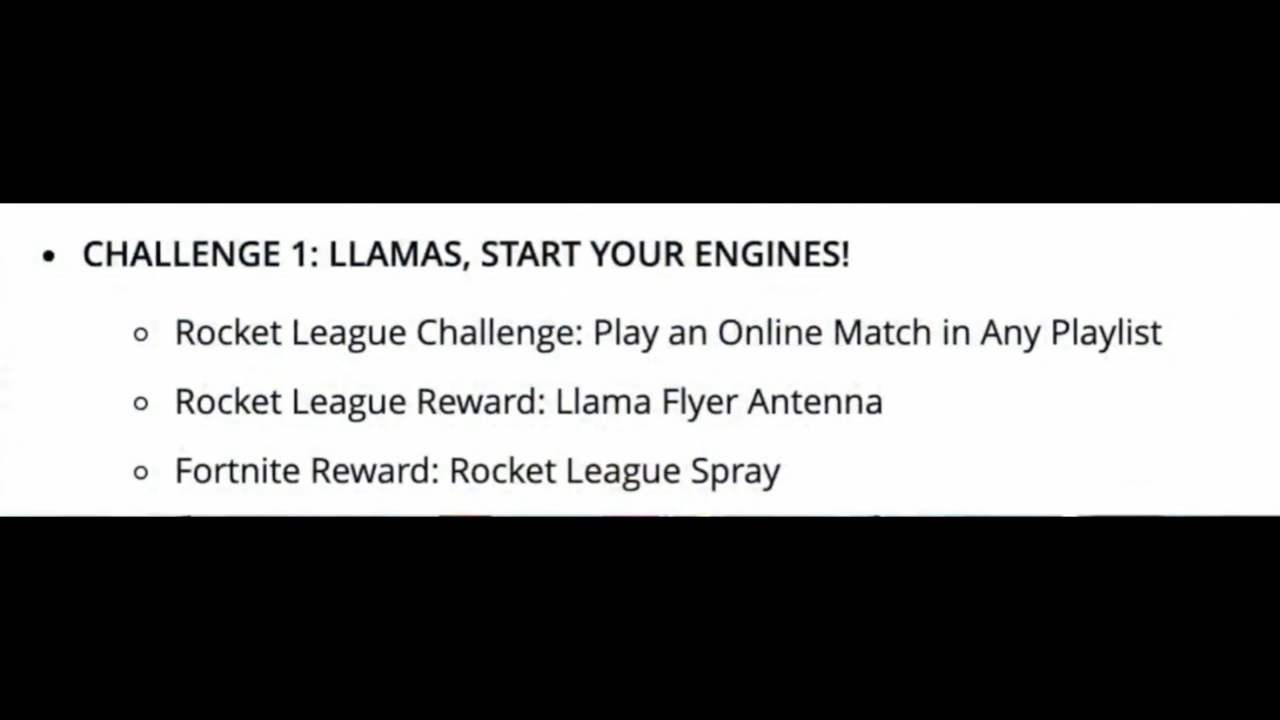 • CHALLENGE 1: LLAMAS, START YOUR ENGINES!
○ Rocket League Challenge: Play an Online Match in Any Playlist
○ Rocket League Reward: Llama Flyer Antenna
○ Fortnite Reward: Rocket League Spray